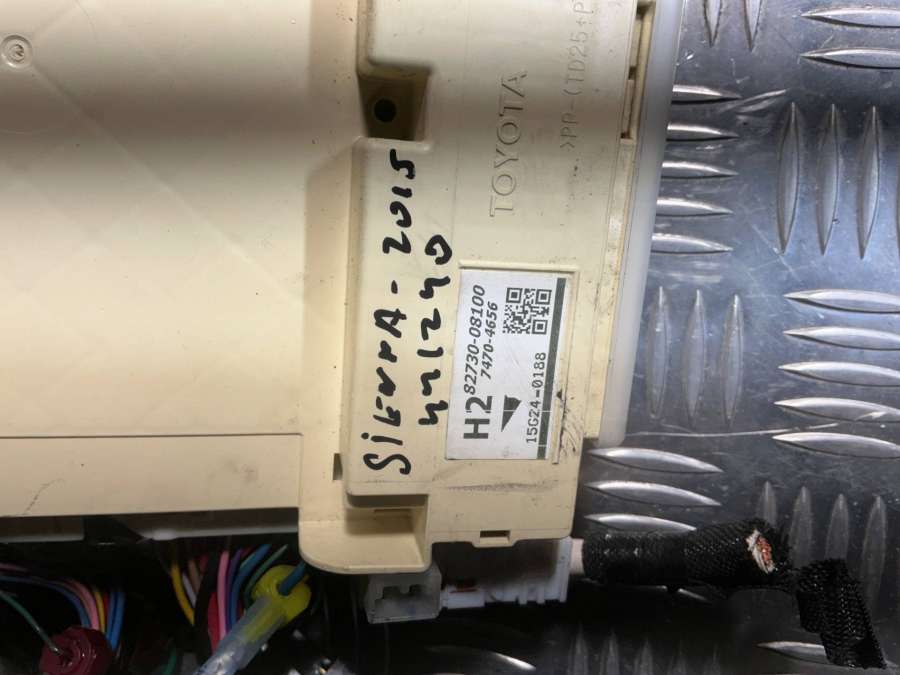 TOYOTA
>PP-(TD25+P
SiENNA - 2015
H2
82730-08100
7470-4656
15G24-0188